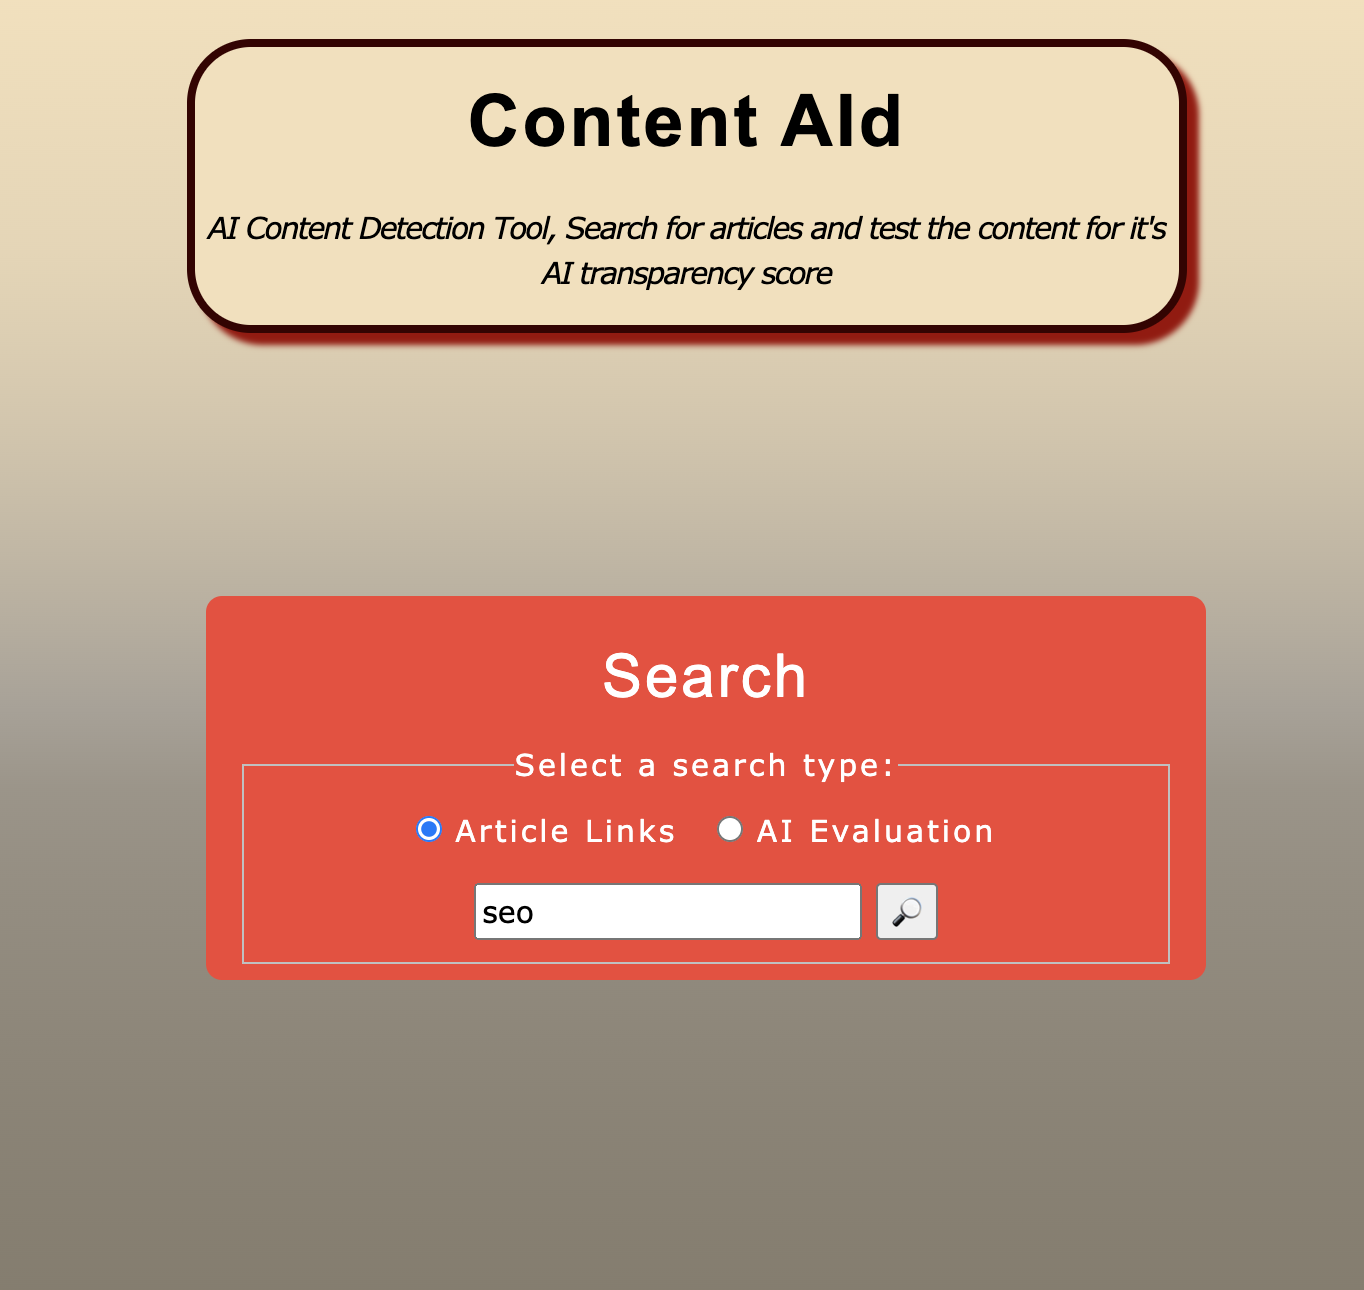 Content AId
AI Content Detection Tool, Search for articles and test the content for it's
AI transparency score
Search
Select a search type:
Article Links AI Evaluation
seo